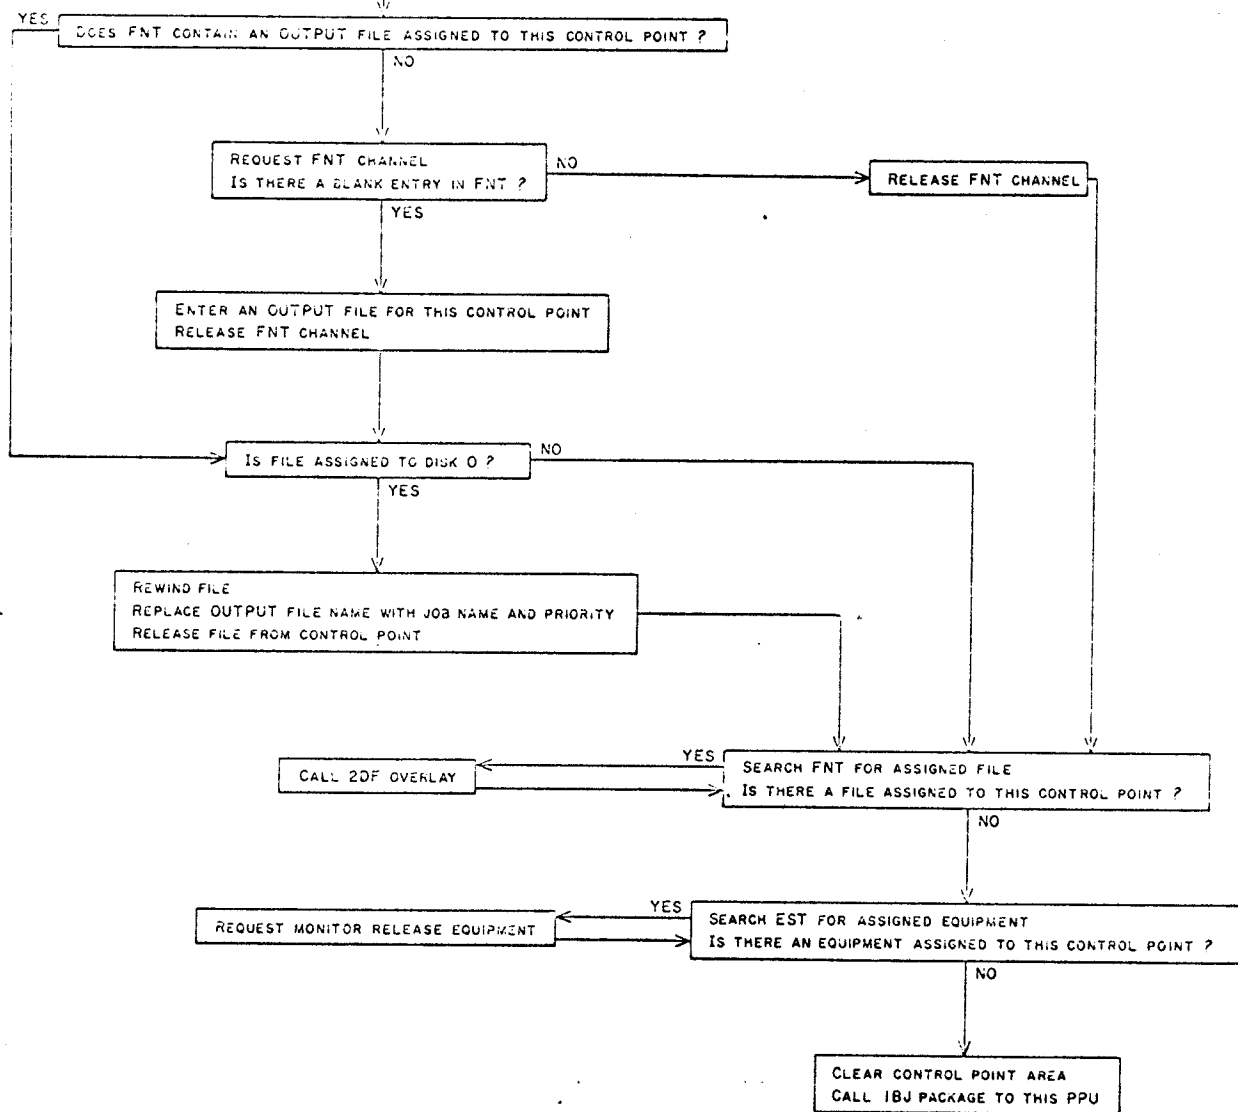 YES
DOES FNT CONTAIN AN OUTPUT FILE ASSIGNED TO THIS CONTROL POINT ?
NO
REQUEST FNT CHANNEL
IS THERE A BLANK ENTRY IN FNT ?
NO
RELEASE FNT CHANNEL
YES
ENTER AN OUTPUT FILE FOR THIS CONTROL POINT
RELEASE FNT CHANNEL
IS FILE ASSIGNED TO DISK 0 ?
NO
YES
REWIND FILE
REPLACE OUTPUT FILE NAME WITH JOB NAME AND PRIORITY
RELEASE FILE FROM CONTROL POINT
CALL 2DF OVERLAY
YES
SEARCH FNT FOR ASSIGNED FILE
IS THERE A FILE ASSIGNED TO THIS CONTROL POINT ?
NO
REQUEST MONITOR RELEASE EQUIPMENT
YES
SEARCH EST FOR ASSIGNED EQUIPMENT
IS THERE AN EQUIPMENT ASSIGNED TO THIS CONTROL POINT ?
NO
CLEAR CONTROL POINT AREA
CALL 1BJ PACKAGE TO THIS PPU